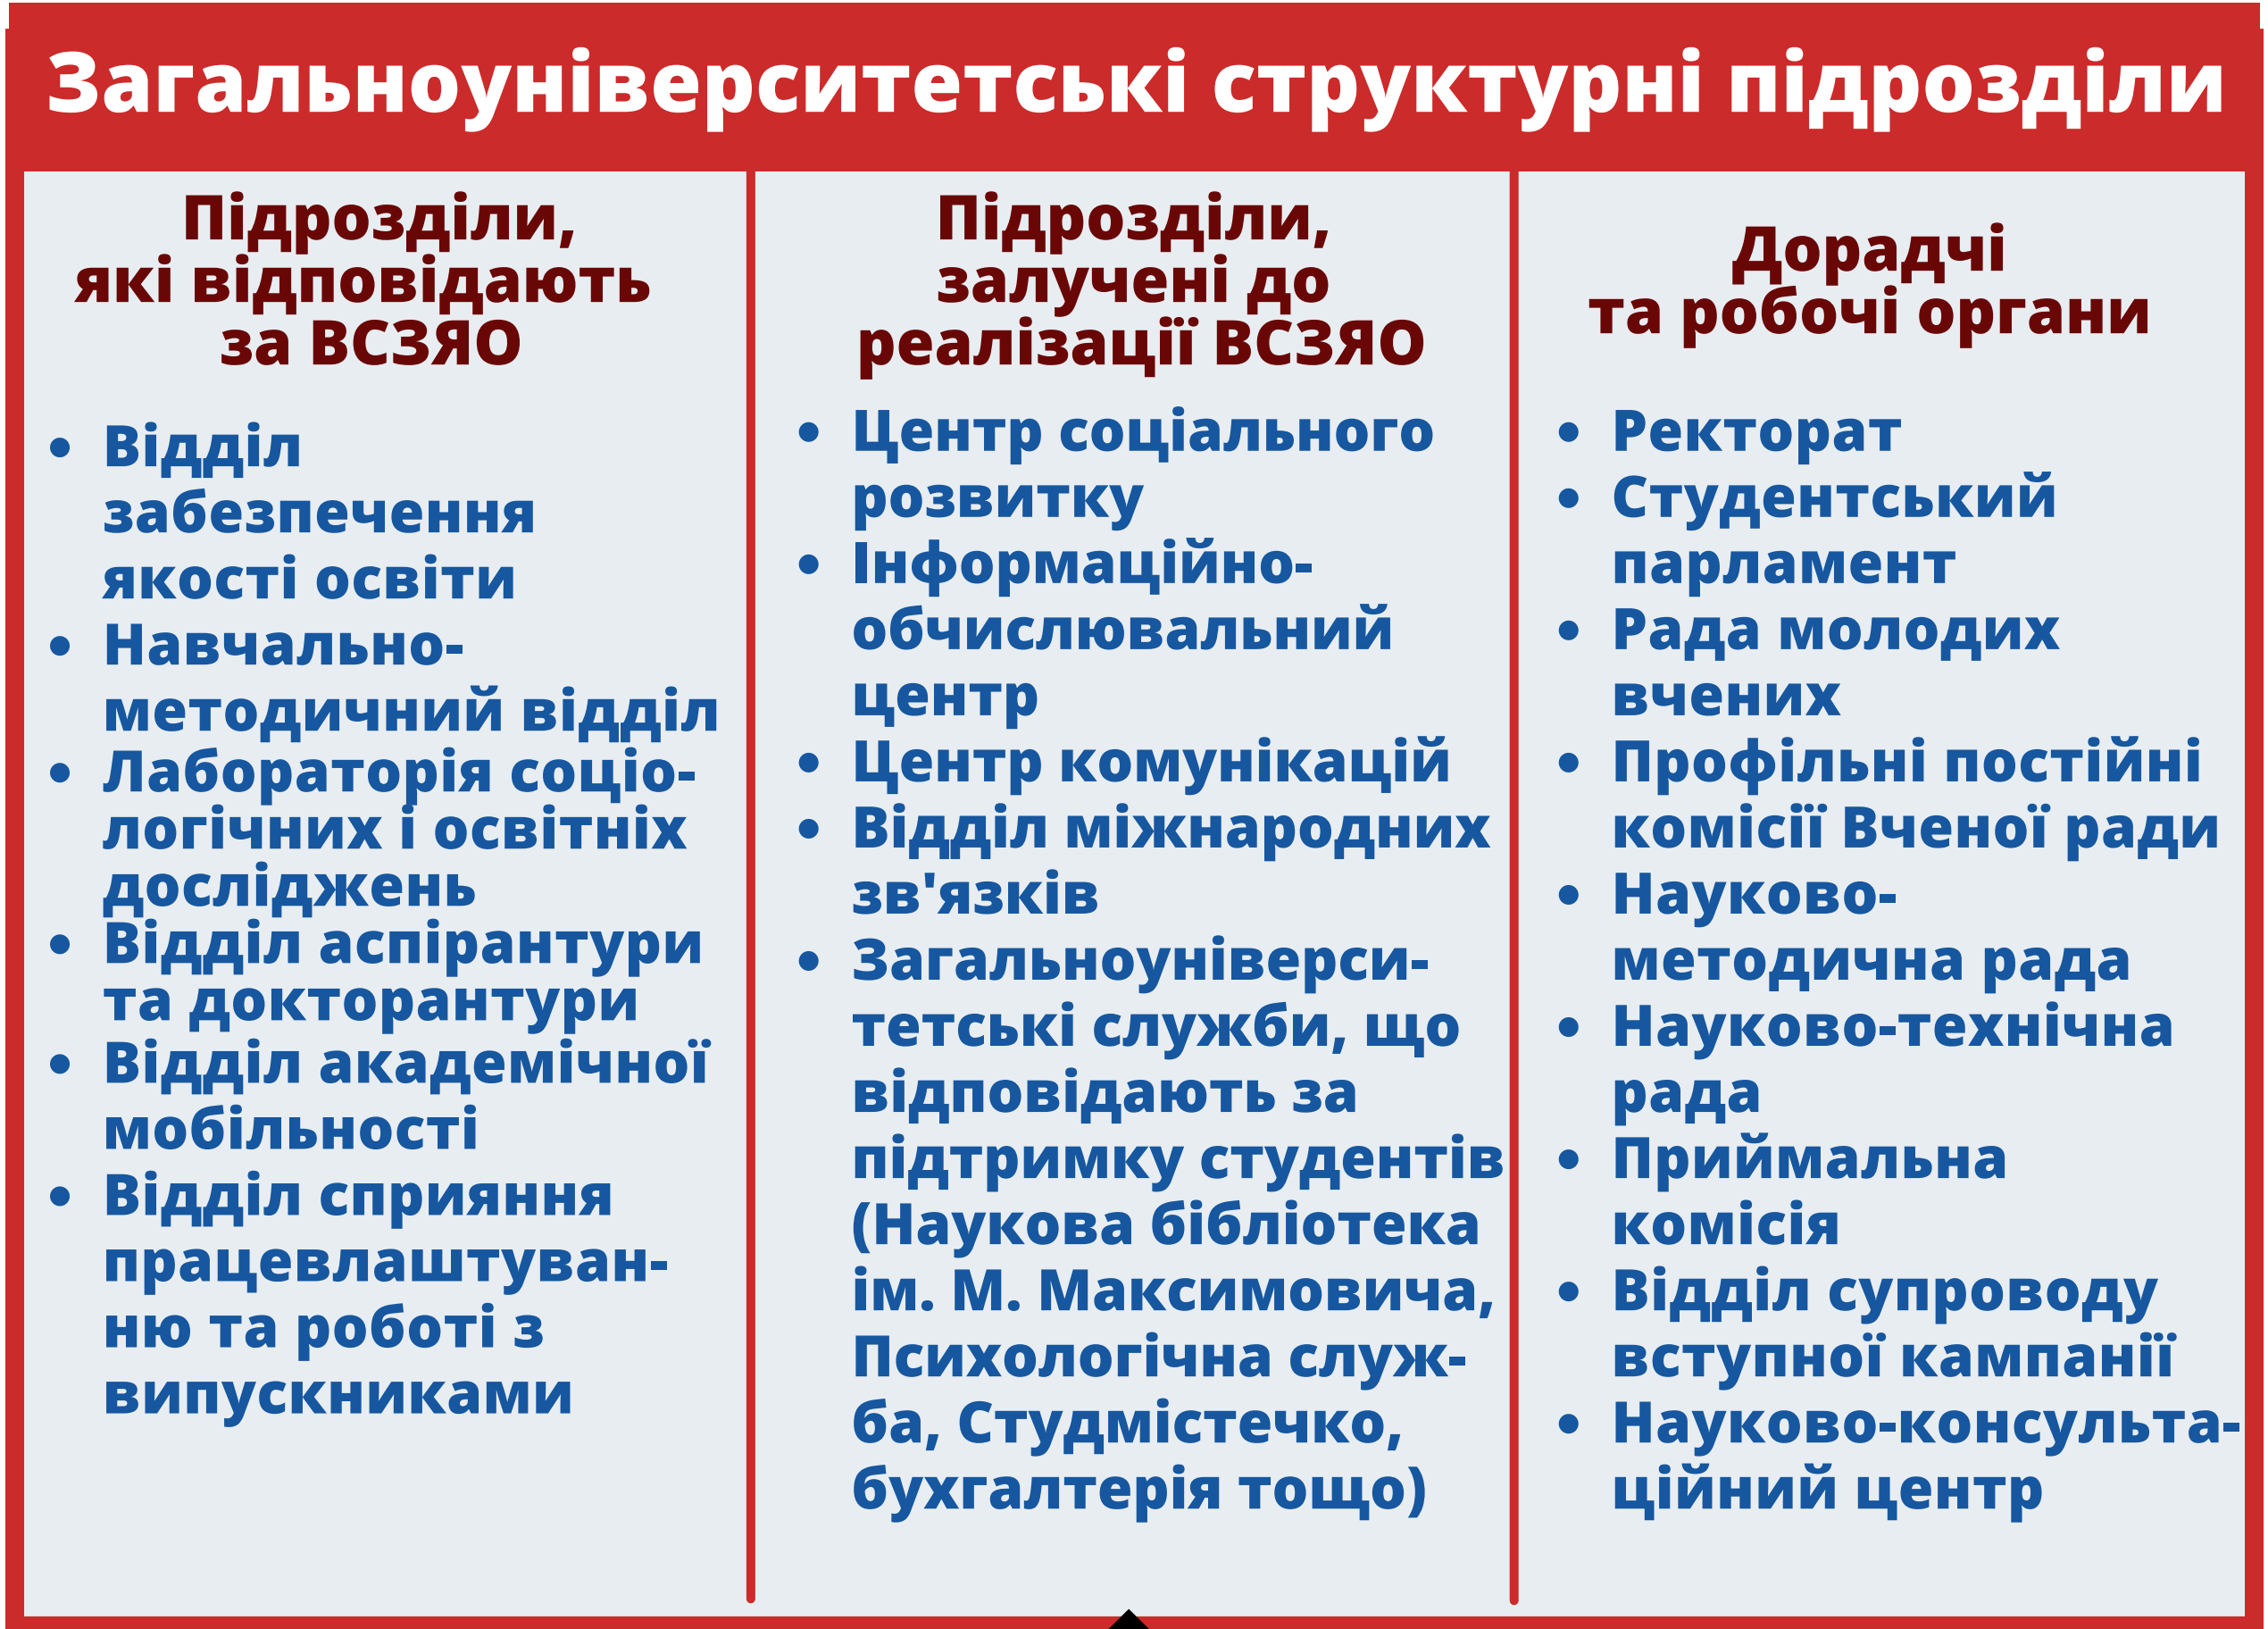 Загальноуніверситетські структурні підрозділи
Підрозділи,
які відповідають
за ВСЗЯО
• Відділ
забезпечення
якості освіти
• Навчально-
методичний відділ
• Лабораторія соціо-
логічних і освітніх
досліджень
• Відділ аспірантури
та докторантури
• Відділ академічної
мобільності
• Відділ сприяння
працевлаштуван-
ню та роботі з
випускниками
Підрозділи,
залучені до
реалізації ВСЗЯО
• Центр соціального
розвитку
• Інформаційно-
обчислювальний
центр
• Центр комунікацій
• Відділ міжнародних
зв'язків
• Загальноуніверси-
тетські служби, що
відповідають за
підтримку студентів
(Наукова бібліотека
ім. М. Максимовича,
Психологічна служ-
ба, Студмістечко,
бухгалтерія тощо)
Дорадчі
та робочі органи
• Ректорат
• Студентський
парламент
• Рада молодих
вчених
• Профільні постійні
комісії Вченої ради
• Науково-
методична рада
• Науково-технічна
рада
• Приймальна
комісія
• Відділ супроводу
вступної кампанії
• Науково-консульта-
ційний центр